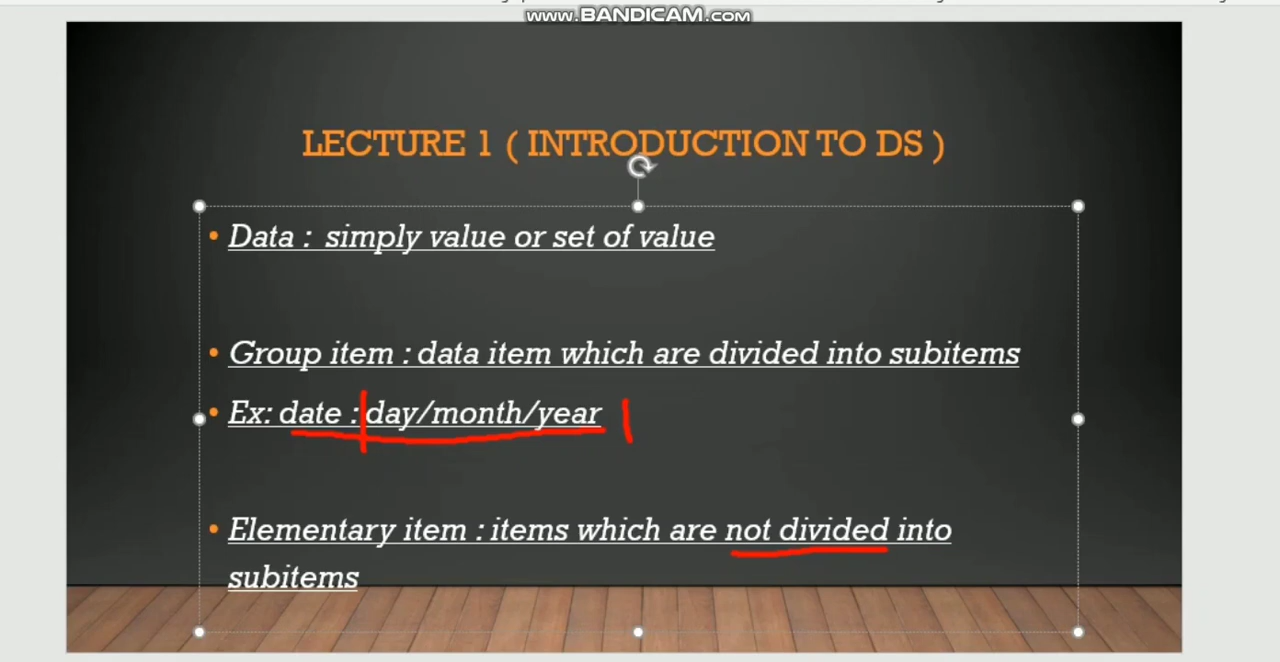 www.BANDICAM.com
LECTURE 1 ( INTRODUCTION TO DS )
• Data : simply value or set of value
• Group item : data item which are divided into subitems
• Ex: date : day/month/year
• Elementary item : items which are not divided into
subitems